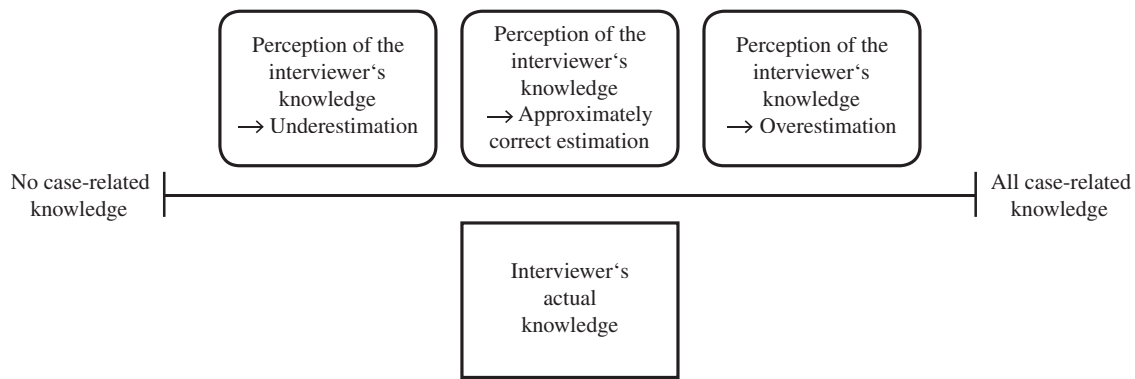 Perception of the
interviewer‘s
knowledge
→ Underestimation
Perception of the
interviewer‘s
knowledge
→ Approximately
correct estimation
Perception of the
interviewer‘s
knowledge
→ Overestimation
No case-related
knowledge
All case-related
knowledge
Interviewer‘s
actual
knowledge